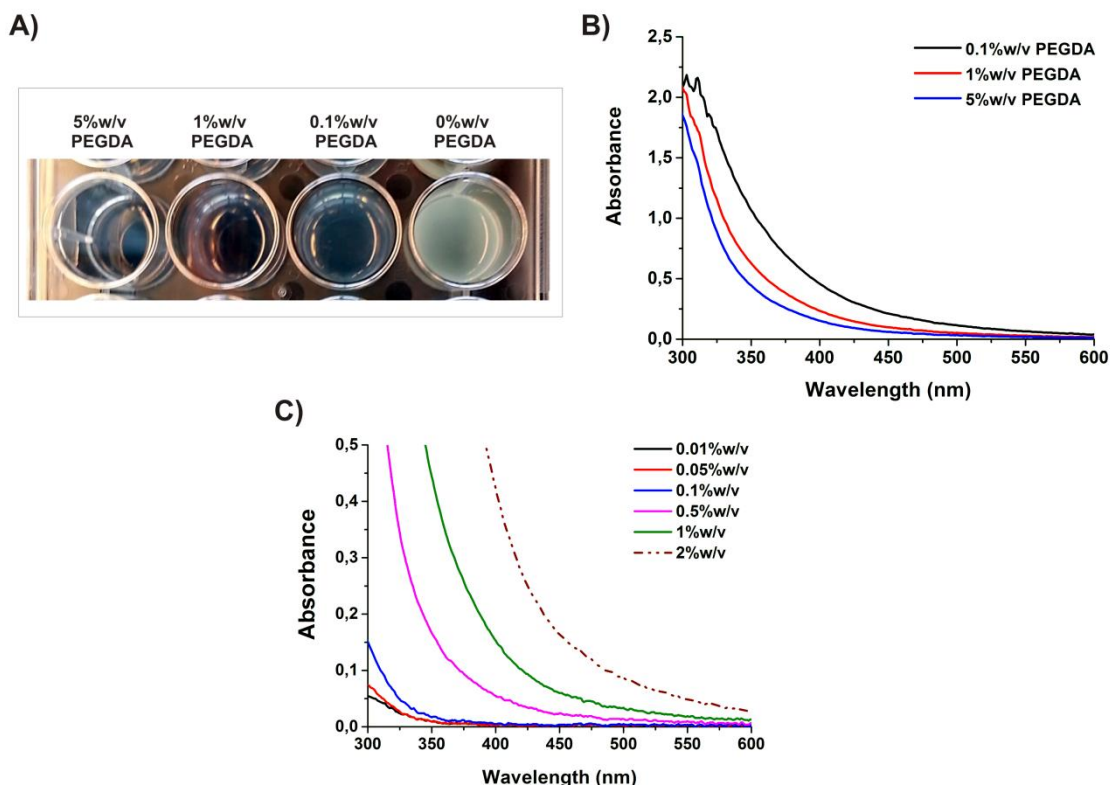 A)
5%w/v 1%w/v 0.1%w/v 0%w/v
PEGDA PEGDA PEGDA PEGDA
B)
Absorbance
2,5
2,0
1,5
1,0
0,5
0,0
0.1%w/v PEGDA
1%w/v PEGDA
5%w/v PEGDA
300 350 400 450 500 550 600
Wavelength (nm)
C)
Absorbance
0,5
0,4
0,3
0,2
0,1
0,0
0.01%w/v
0.05%w/v
0.1%w/v
0.5%w/v
1%w/v
2%w/v
300 350 400 450 500 550 600
Wavelength (nm)